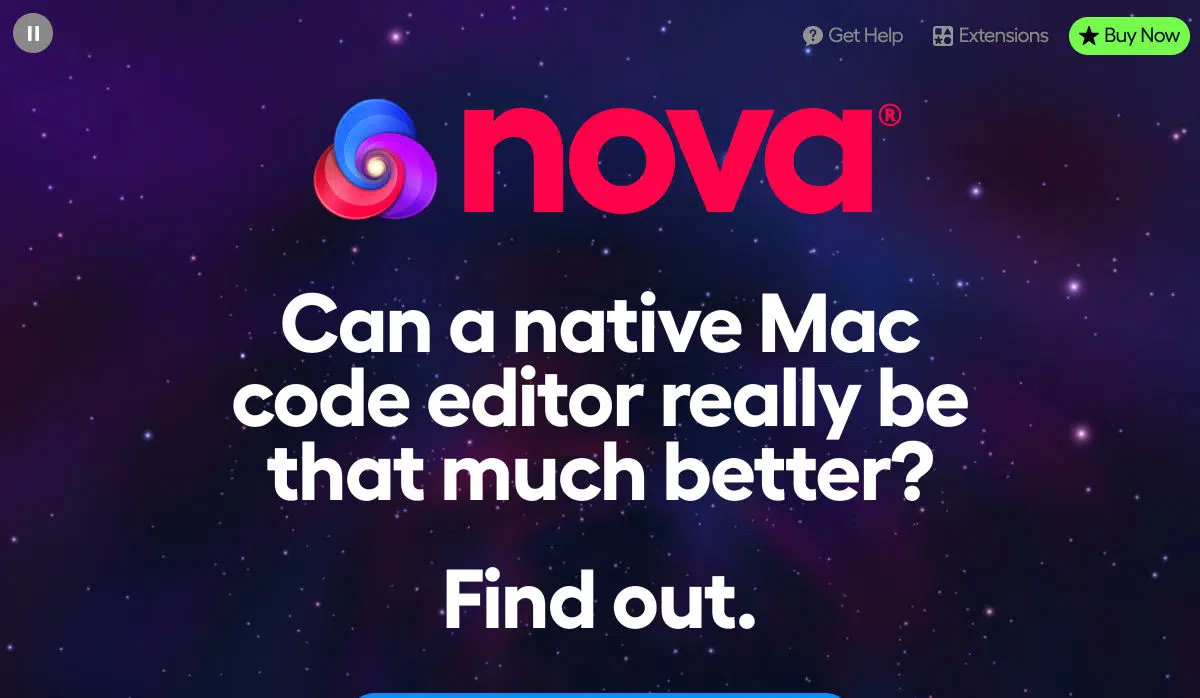 Get Help
Extensions
Buy Now
nova®
Can a native Mac
code editor really be
that much better?
Find out.